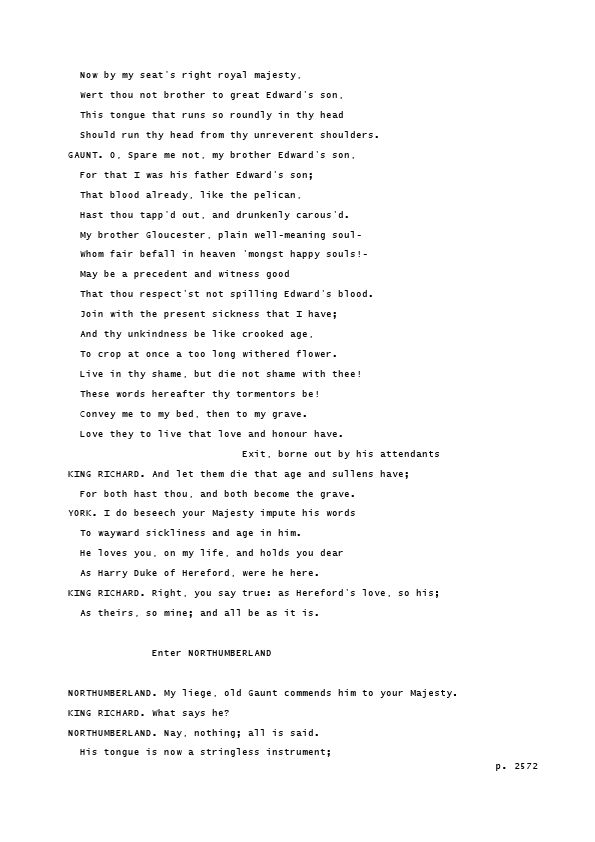 Now by my seat's right royal majesty,
Wert thou not brother to great Edward's son,
This tongue that runs so roundly in thy head
Should run thy head from thy unreverent shoulders.
GAUNT. O, Spare me not, my brother Edward's son,
For that I was his father Edward's son;
That blood already, like the pelican,
Hast thou tapp'd out, and drunkenly carous'd.
My brother Gloucester, plain well-meaning soul-
Whom fair befall in heaven 'mongst happy souls!-
May be a precedent and witness good
That thou respect'st not spilling Edward's blood.
Join with the present sickness that I have;
And thy unkindness be like crooked age,
To crop at once a too long withered flower.
Live in thy shame, but die not shame with thee!
These words hereafter thy tormentors be!
Convey me to my bed, then to my grave.
Love they to live that love and honour have.
Exit, borne out by his attendants
KING RICHARD. And let them die that age and sullens have;
For both hast thou, and both become the grave.
YORK. I do beseech your Majesty impute his words
To wayward sickliness and age in him.
He loves you, on my life, and holds you dear
As Harry Duke of Hereford, were he here.
KING RICHARD. Right, you say true: as Hereford's love, so his;
As theirs, so mine; and all be as it is.
Enter NORTHUMBERLAND
NORTHUMBERLAND. My liege, old Gaunt commends him to your Majesty.
KING RICHARD. What says he?
NORTHUMBERLAND. Nay, nothing; all is said.
His tongue is now a stringless instrument;
p. 2572